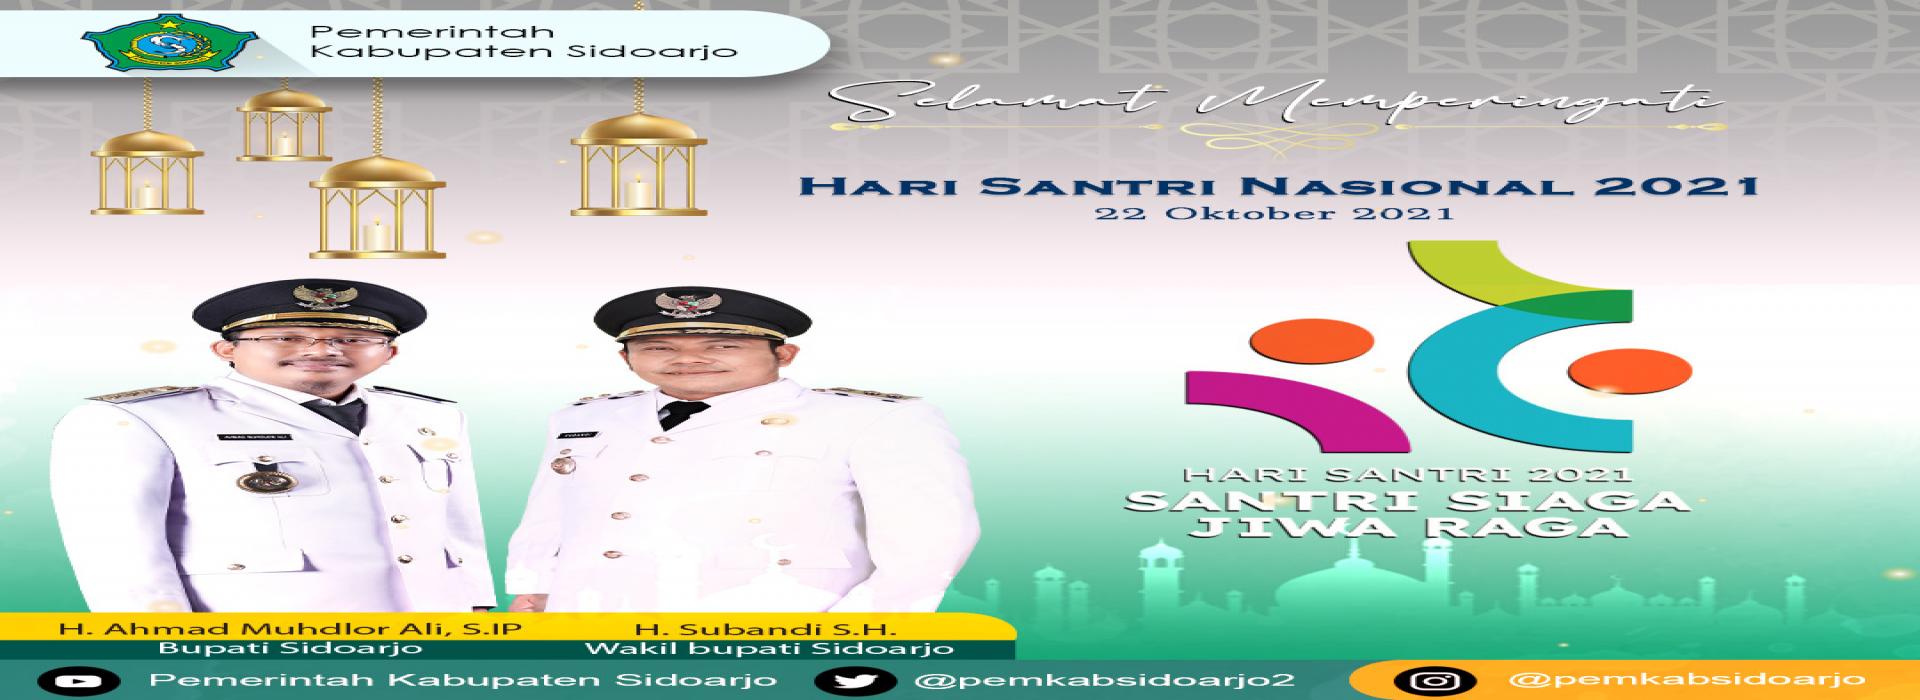 Pemerintah
Kabupaten Sidoarjo
Selamat Memperingati
HARI SANTRI NASIONAL 2021
22 Oktober 2021
HARI SANTRI 2021
SANTRI SIAGA
JIWA RAGA
H. Ahmad Muhdlor Ali, S.IP
Bupati Sidoarjo
H. Subandi S.H.
Wakil bupati Sidoarjo
Pemerintah Kabupaten Sidoarjo
@pemkabsidoarjo2
@pemkabsidoarjo